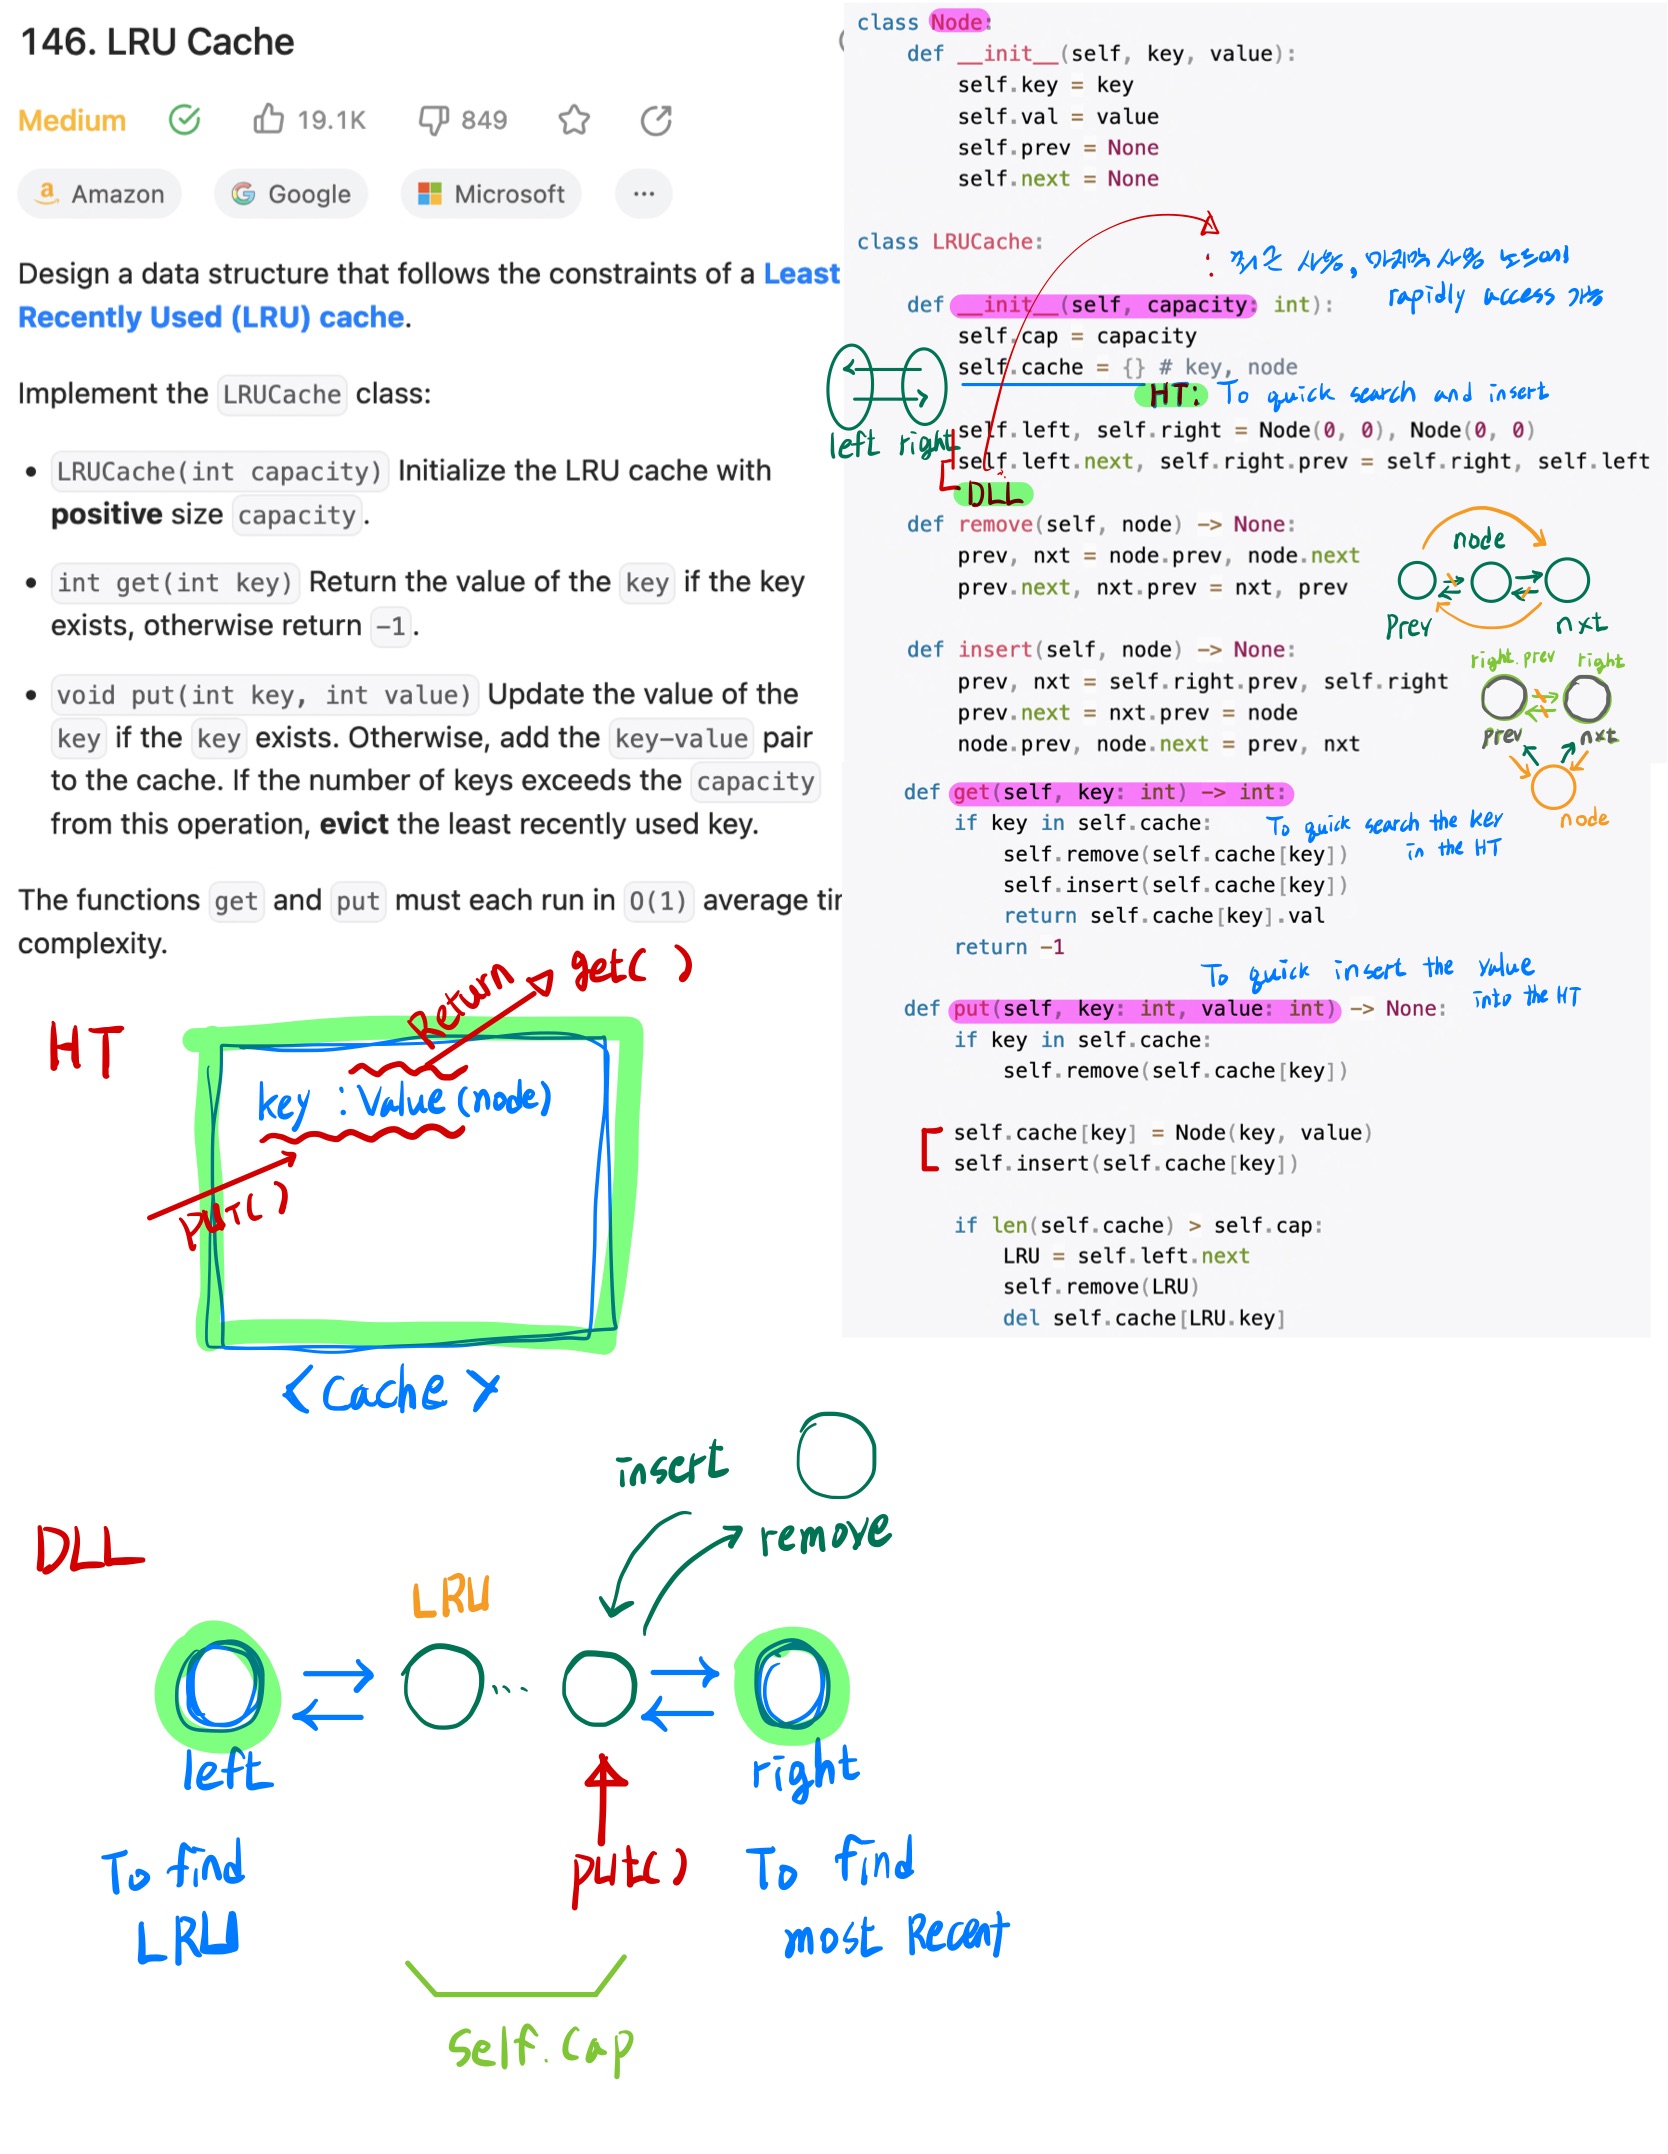 146. LRU Cache
Medium 19.1K 849
Amazon Google Microsoft ...
Design a data structure that follows the constraints of a Least
Recently Used (LRU) cache.
Implement the LRUCache class:
• LRUCache(int capacity) Initialize the LRU cache with
positive size capacity.
• int get(int key) Return the value of the key if the key
exists, otherwise return -1.
• void put(int key, int value) Update the value of the
key if the key exists. Otherwise, add the key-value pair
to the cache. If the number of keys exceeds the capacity
from this operation, evict the least recently used key.
The functions get and put must each run in O(1) average tim
complexity.
HT
Return get( )
key : Value (node)
put( )
<Cache>
DLL
insert
remove
LRU
...
left
right
put()
To find
LRU
To find
most Recent
self.cap
class Node:
def __init__(self, key, value):
self.key = key
self.val = value
self.prev = None
self.next = None
class LRUCache:
: 최근 사용, 마지막 사용 노드에
rapidly access 가능
def __init__(self, capacity: int):
self.cap = capacity
self.cache = {} # key, node
HT: To quick search and insert
left right
self.left, self.right = Node(0, 0), Node(0, 0)
self.left.next, self.right.prev = self.right, self.left
DLL
def remove(self, node) -> None:
prev, nxt = node.prev, node.next
prev.next, nxt.prev = nxt, prev
node
Prev nxt
def insert(self, node) -> None:
prev, nxt = self.right.prev, self.right
prev.next = nxt.prev = node
node.prev, node.next = prev, nxt
right.prev right
prev nxt
node
def get(self, key: int) -> int:
if key in self.cache:
self.remove(self.cache[key])
self.insert(self.cache[key])
return self.cache[key].val
return -1
To quick search the key
in the HT
To quick insert the value
into the HT
def put(self, key: int, value: int) -> None:
if key in self.cache:
self.remove(self.cache[key])
self.cache[key] = Node(key, value)
self.insert(self.cache[key])
if len(self.cache) > self.cap:
LRU = self.left.next
self.remove(LRU)
del self.cache[LRU.key]